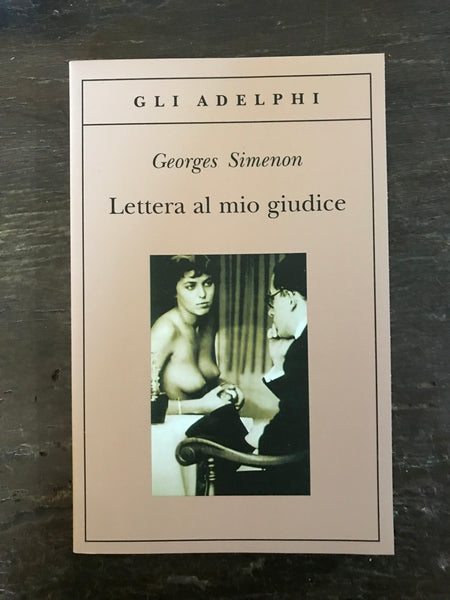 GLI ADELPHI
Georges Simenon
Lettera al mio giudice